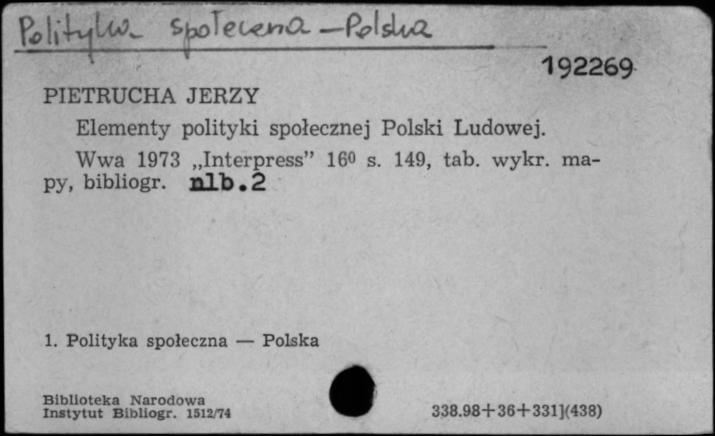 Polityka społeczna — Polska
192269
PIETRUCHA JERZY
Elementy polityki społecznej Polski Ludowej.
Wwa 1973 „Interpress” 16⁰ s. 149, tab. wykr. ma-
py, bibliogr. nlb.2
1. Polityka społeczna — Polska
Biblioteka Narodowa
Instytut Bibliogr. 1512/74
338.98+36+331](438)